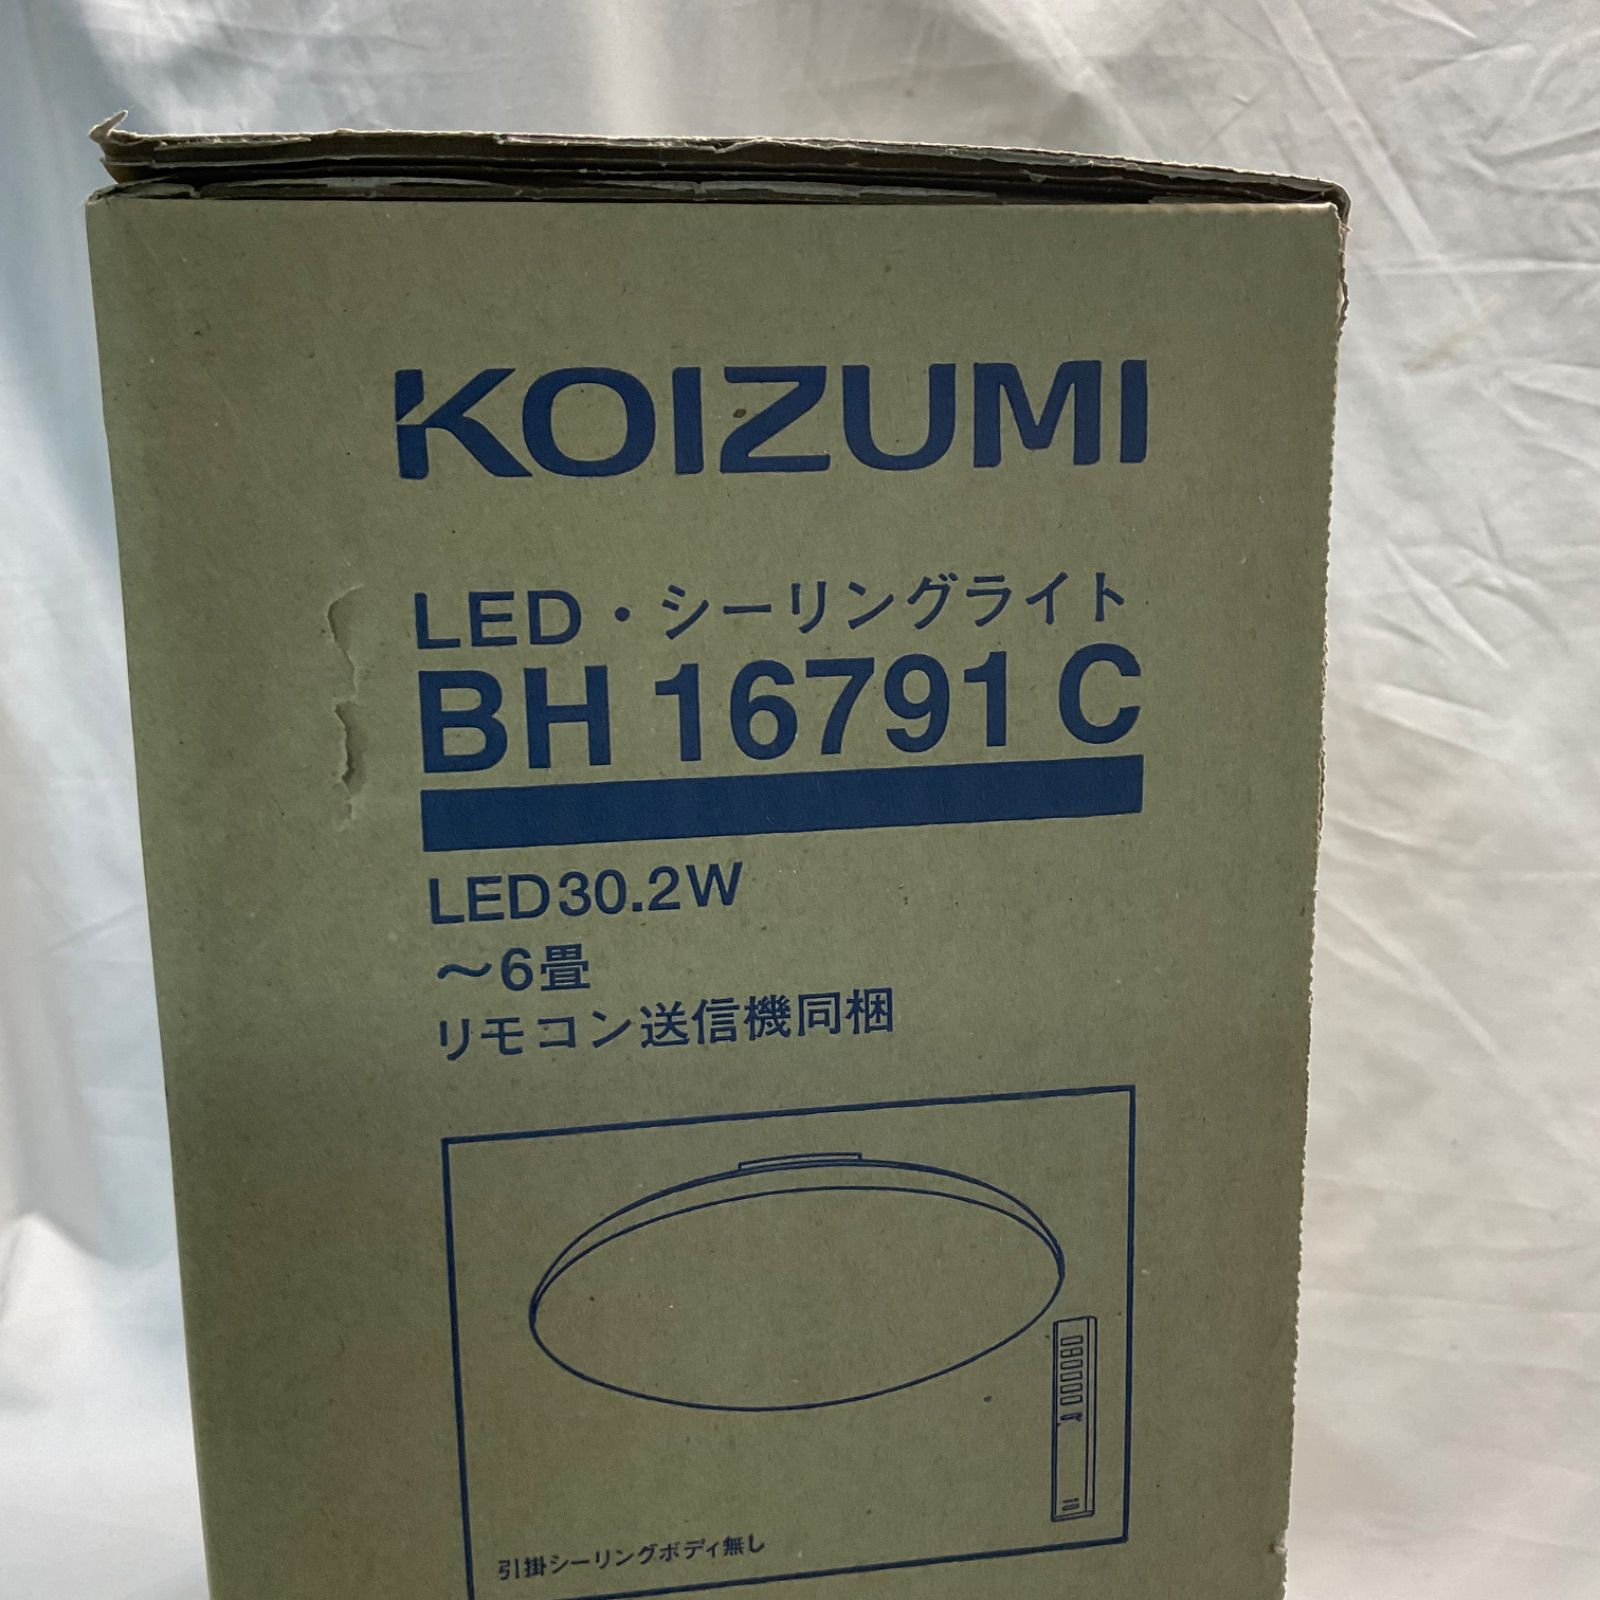 KOIZUMI
LED・シーリングライト
BH 16791 C
LED30.2W
～6畳
リモコン送信機同梱
引掛シーリングボディ無し